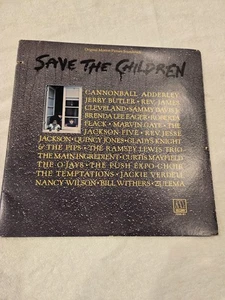 Original Motion Picture Soundtrack
SAVE THE CHILDREN
CANNONBALL ADDERLEY
JERRY BUTLER • REV. JAMES
CLEVELAND • SAMMY DAVIS JR.
BRENDA LEE EAGER • ROBERTA
FLACK • MARVIN GAYE • THE
JACKSON FIVE • REV. JESSE
JACKSON • QUINCY JONES • GLADYS KNIGHT
& THE PIPS • THE RAMSEY LEWIS TRIO
THE MAIN INGREDIENT • CURTIS MAYFIELD
THE O'JAYS • THE PUSH EXPO CHOIR
THE TEMPTATIONS • JACKIE VERDELL
NANCY WILSON • BILL WITHERS • ZULEMA